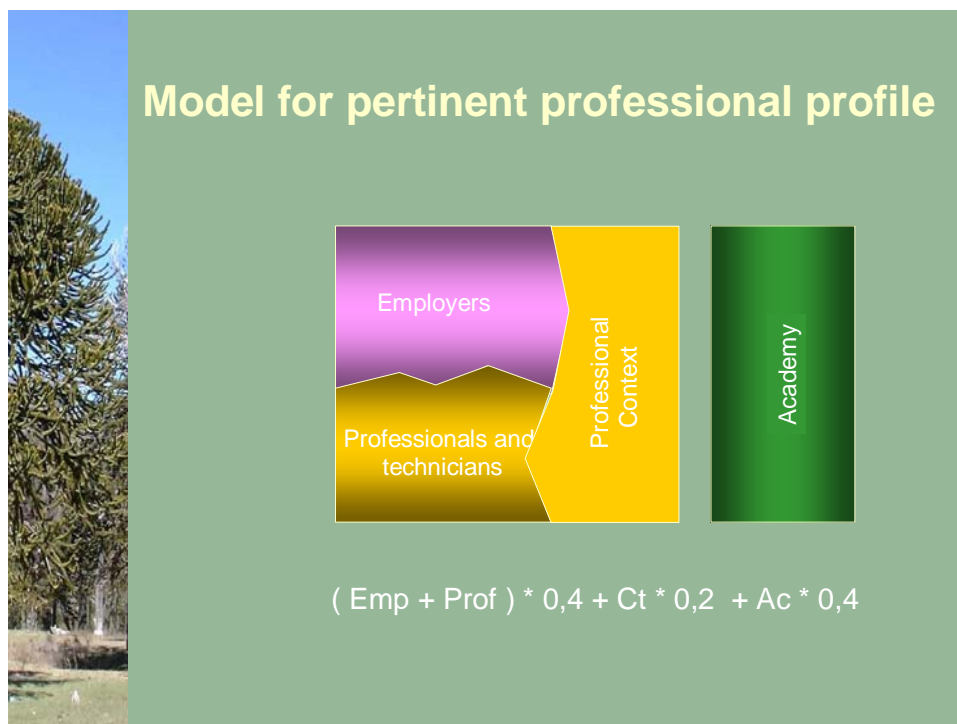 Model for pertinent professional profile
Employers
Professionals and
technicians
Professional
Context
Academy
( Emp + Prof ) * 0,4 + Ct * 0,2 + Ac * 0,4